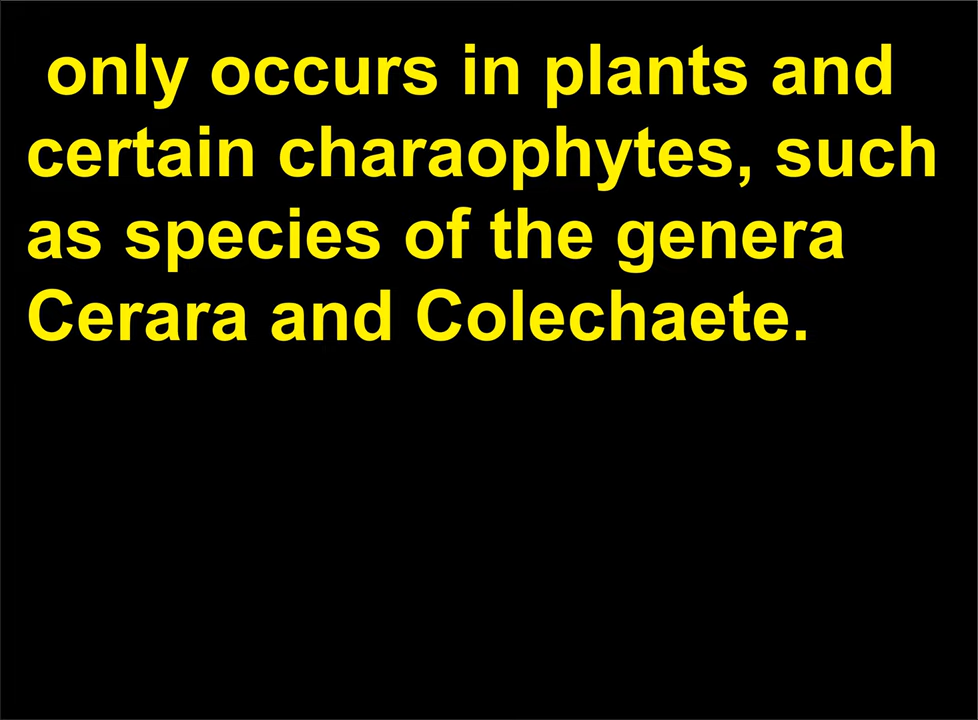 only occurs in plants and
certain charaophytes, such
as species of the genera
Cerara and Colechaete.